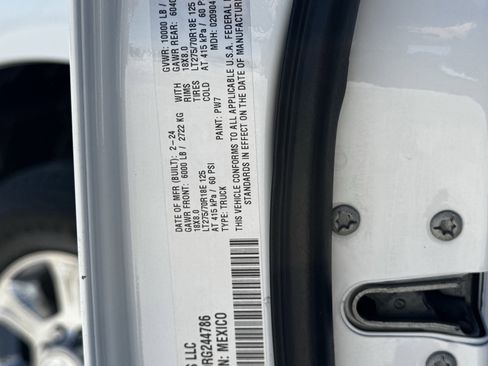 S LLC
RG244786
N: MEXICO
DATE OF MFR (BUILT): 2-24
GVWR: 10000 LB /
GAWR FRONT: 6000 LB / 2722 KG WITH GAWR REAR: 6040
18X8.0 RIMS 18X8.0
LT275/70R18E 125 TIRES LT275/70R18E 125
AT 415 kPa / 60 PSI COLD AT 415 kPa / 60 P
TYPE: TRUCK PAINT: PW7 MDH: 020904
THIS VEHICLE CONFORMS TO ALL APPLICABLE U.S.A. FEDERAL
STANDARDS IN EFFECT ON THE DATE OF MANUFACTUR